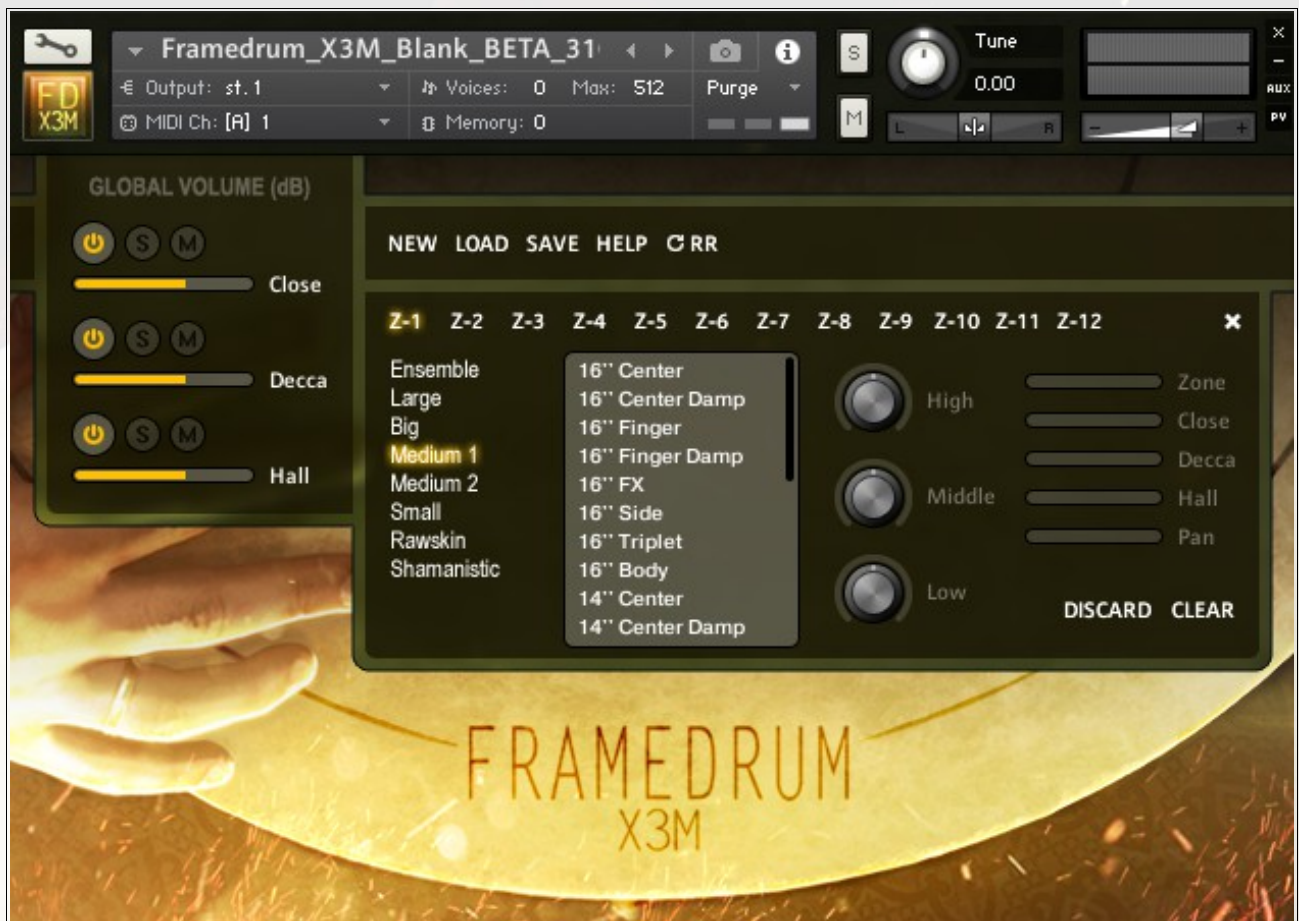 Framedrum_X3M_Blank_BETA_31
S
Tune
0.00
FD
X3M
Output: st.1
Voices: 0 Max: 512
Purge
MIDI Ch: [A] 1
Memory: 0
M
L R
- +
×
-
AUX
PV
GLOBAL VOLUME (dB)
S M
Close
S M
Decca
S M
Hall
NEW LOAD SAVE HELP RR
Z-1 Z-2 Z-3 Z-4 Z-5 Z-6 Z-7 Z-8 Z-9 Z-10 Z-11 Z-12 ×
Ensemble
Large
Big
Medium 1
Medium 2
Small
Rawskin
Shamanistic
16'' Center
16'' Center Damp
16'' Finger
16'' Finger Damp
16'' FX
16'' Side
16'' Triplet
16'' Body
14'' Center
14'' Center Damp
High
Middle
Low
Zone
Close
Decca
Hall
Pan
DISCARD CLEAR
FRAMEDRUM
X3M